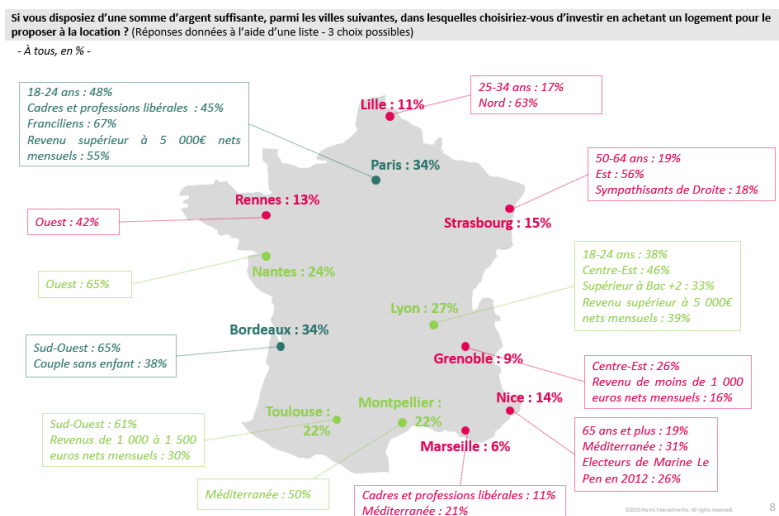 Si vous disposiez d'une somme d'argent suffisante, parmi les villes suivantes, dans lesquelles choisiriez-vous d'investir en achetant un logement pour le
proposer à la location ? (Réponses données à l'aide d'une liste - 3 choix possibles)
- À tous, en % -
18-24 ans : 48%
Cadres et professions libérales : 45%
Franciliens : 67%
Revenu supérieur à 5 000€ nets
mensuels : 55%
Lille : 11%
25-34 ans : 17%
Nord : 63%
Paris : 34%
50-64 ans : 19%
Est : 56%
Sympathisants de Droite : 18%
Rennes : 13%
Ouest : 42%
Strasbourg : 15%
Nantes : 24%
Ouest : 65%
18-24 ans : 38%
Centre-Est : 46%
Supérieur à Bac +2 : 33%
Revenu supérieur à 5 000€
nets mensuels : 39%
Lyon : 27%
Bordeaux : 34%
Sud-Ouest : 65%
Couple sans enfant : 38%
Grenoble : 9%
Centre-Est : 26%
Revenu de moins de 1 000
euros nets mensuels : 16%
Nice : 14%
65 ans et plus : 19%
Méditerranée : 31%
Electeurs de Marine Le
Pen en 2012 : 26%
Toulouse :
22%
Sud-Ouest : 61%
Revenus de 1 000 à 1 500
euros nets mensuels : 30%
Montpellier :
22%
Méditerranée : 50%
Marseille : 6%
Cadres et professions libérales : 11%
Méditerranée : 21%
©2015 Harris Interactive Inc. All rights reserved.
8